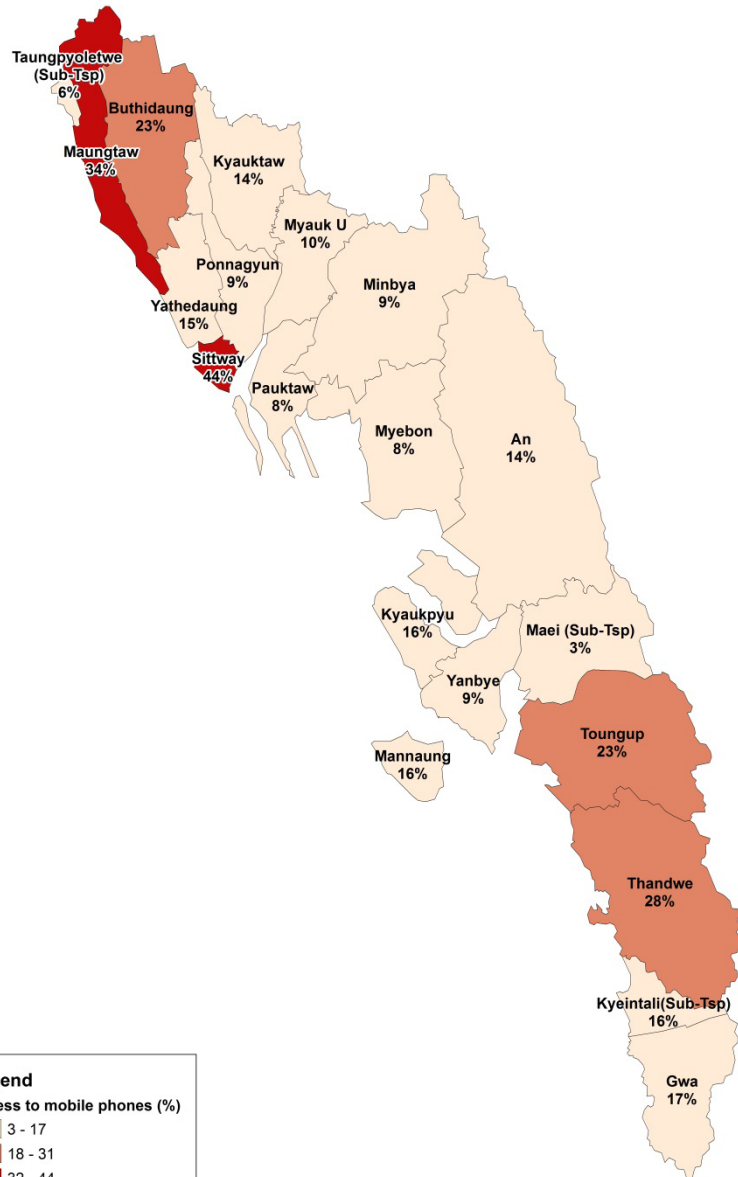 Taungpyoletwe
(Sub-Tsp)
6%
Buthidaung
23%
Maungtaw
34%
Kyauktaw
14%
Myauk U
10%
Ponnagyun
9%
Minbya
9%
Yathedaung
15%
Sittway
44%
Pauktaw
8%
Myebon
8%
An
14%
Kyaukpyu
16%
Maei (Sub-Tsp)
3%
Yanbye
9%
Toungup
23%
Mannaung
16%
Thandwe
28%
Kyeintali(Sub-Tsp)
16%
Gwa
17%
end
ess to mobile phones (%)
3 - 17
18 - 31
32 - 44